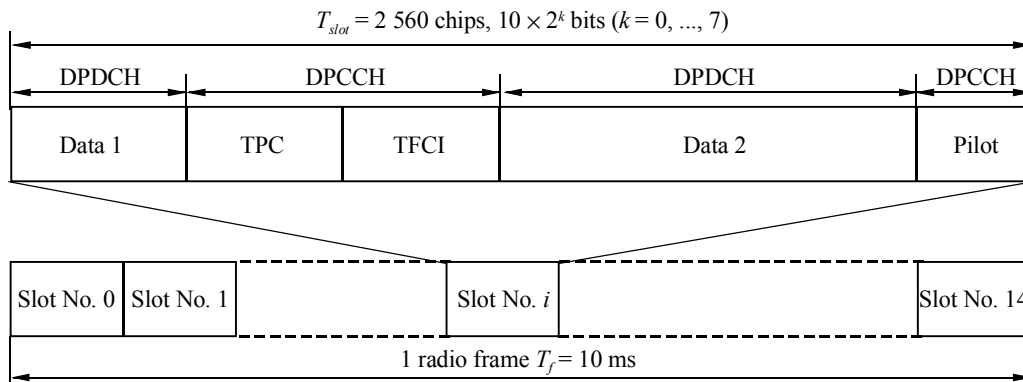 T_slot = 2 560 chips, 10 × 2^k bits (k = 0, ..., 7)
DPDCH DPCCH DPDCH DPCCH
Data 1 TPC TFCI Data 2 Pilot
Slot No. 0 Slot No. 1 Slot No. i Slot No. 14
1 radio frame T_f = 10 ms